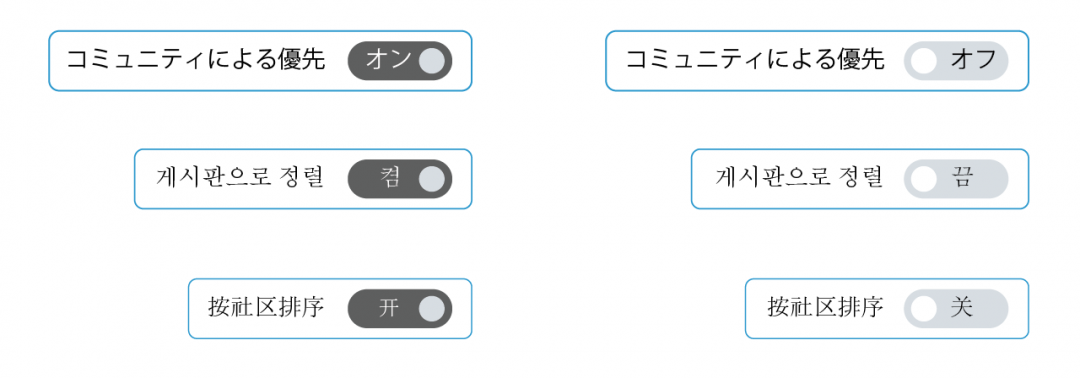 コミュニティによる優先 オン
コミュニティによる優先 オフ
게시판으로 정렬 켬
게시판으로 정렬 끔
按社区排序 开
按社区排序 关